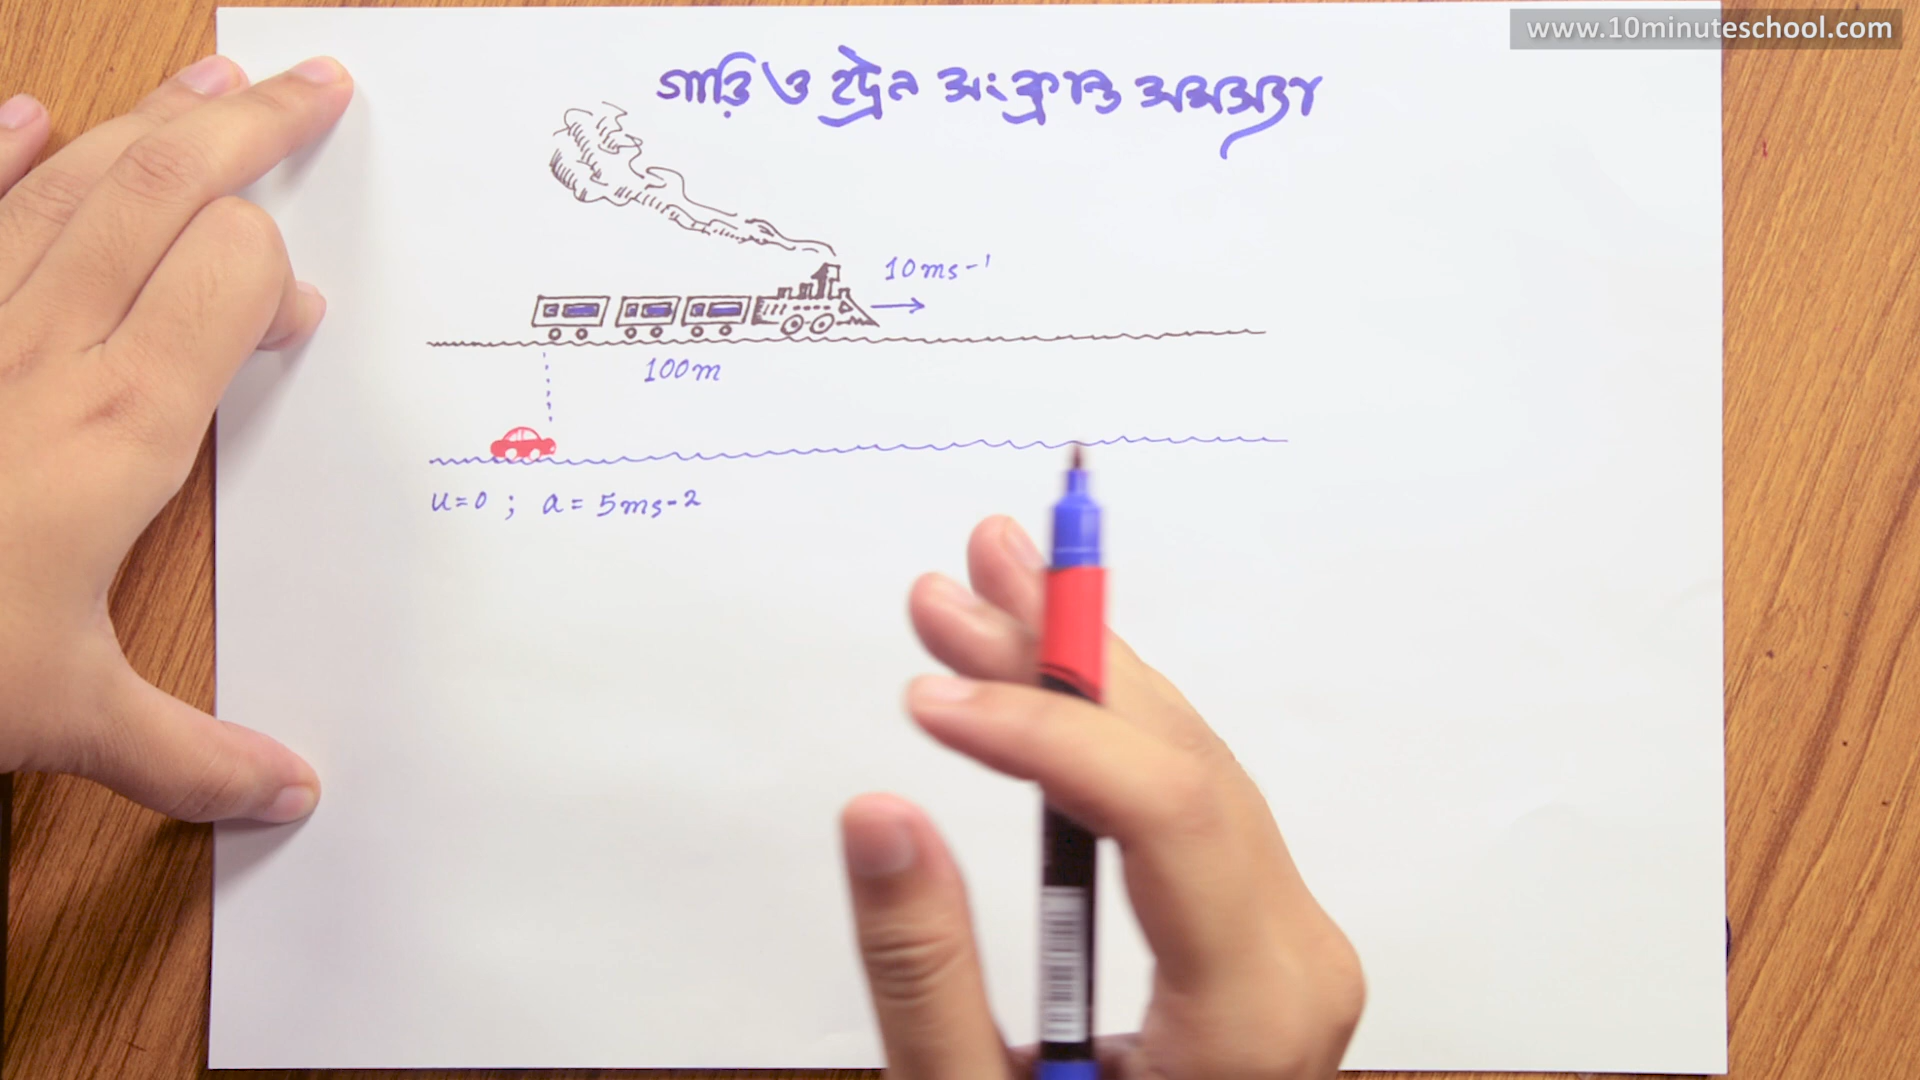 www.10minuteschool.com
গাড়ি ও ট্রেন সংক্রান্ত সমস্যা
10ms-1
100m
u=0 ; a= 5ms-2